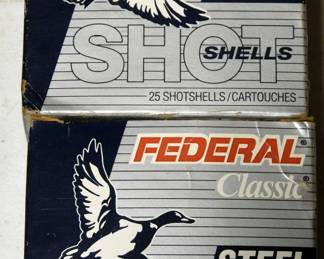 SHOT
SHELLS
25 SHOTSHELLS/CARTOUCHES
FEDERAL®
Classic®
STEEL